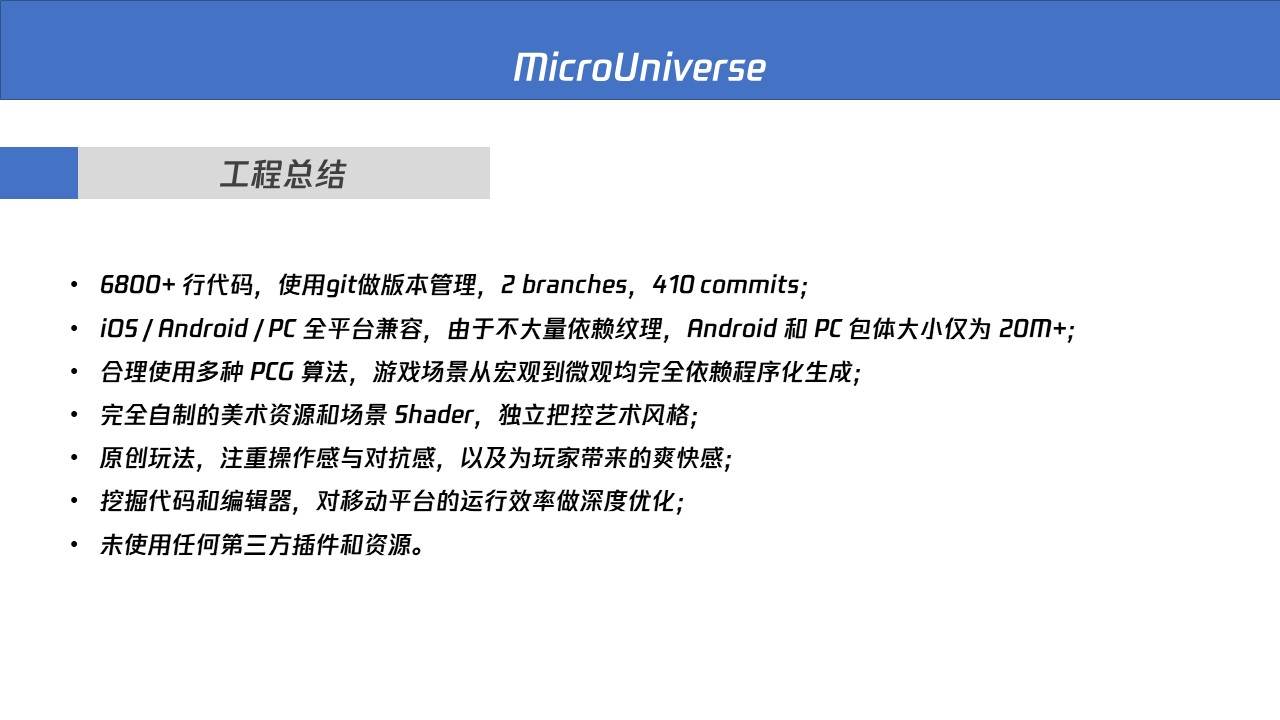 MicroUniverse
工程总结
• 6800+ 行代码，使用git做版本管理，2 branches，410 commits；
• iOS / Android / PC 全平台兼容，由于不大量依赖纹理，Android 和 PC 包体大小仅为 20M+；
• 合理使用多种 PCG 算法，游戏场景从宏观到微观均完全依赖程序化生成；
• 完全自制的美术资源和场景 Shader，独立把控艺术风格；
• 原创玩法，注重操作感与对抗感，以及为玩家带来的爽快感；
• 挖掘代码和编辑器，对移动平台的运行效率做深度优化；
• 未使用任何第三方插件和资源。